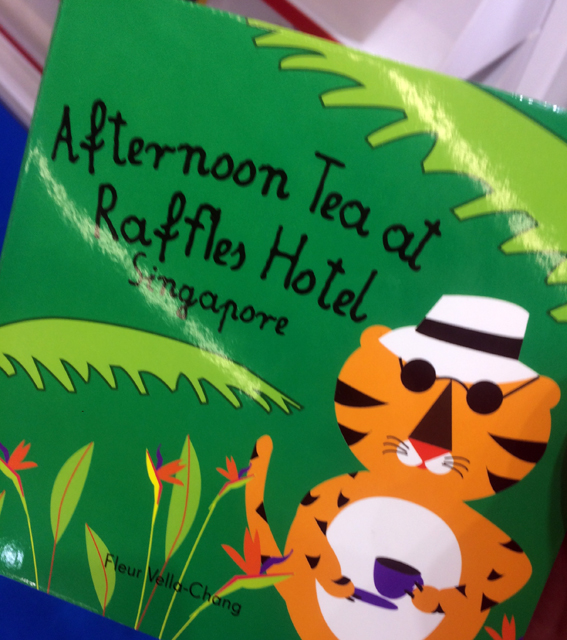 Afternoon Tea at
Raffles Hotel
Singapore
Fleur Vella-Chang